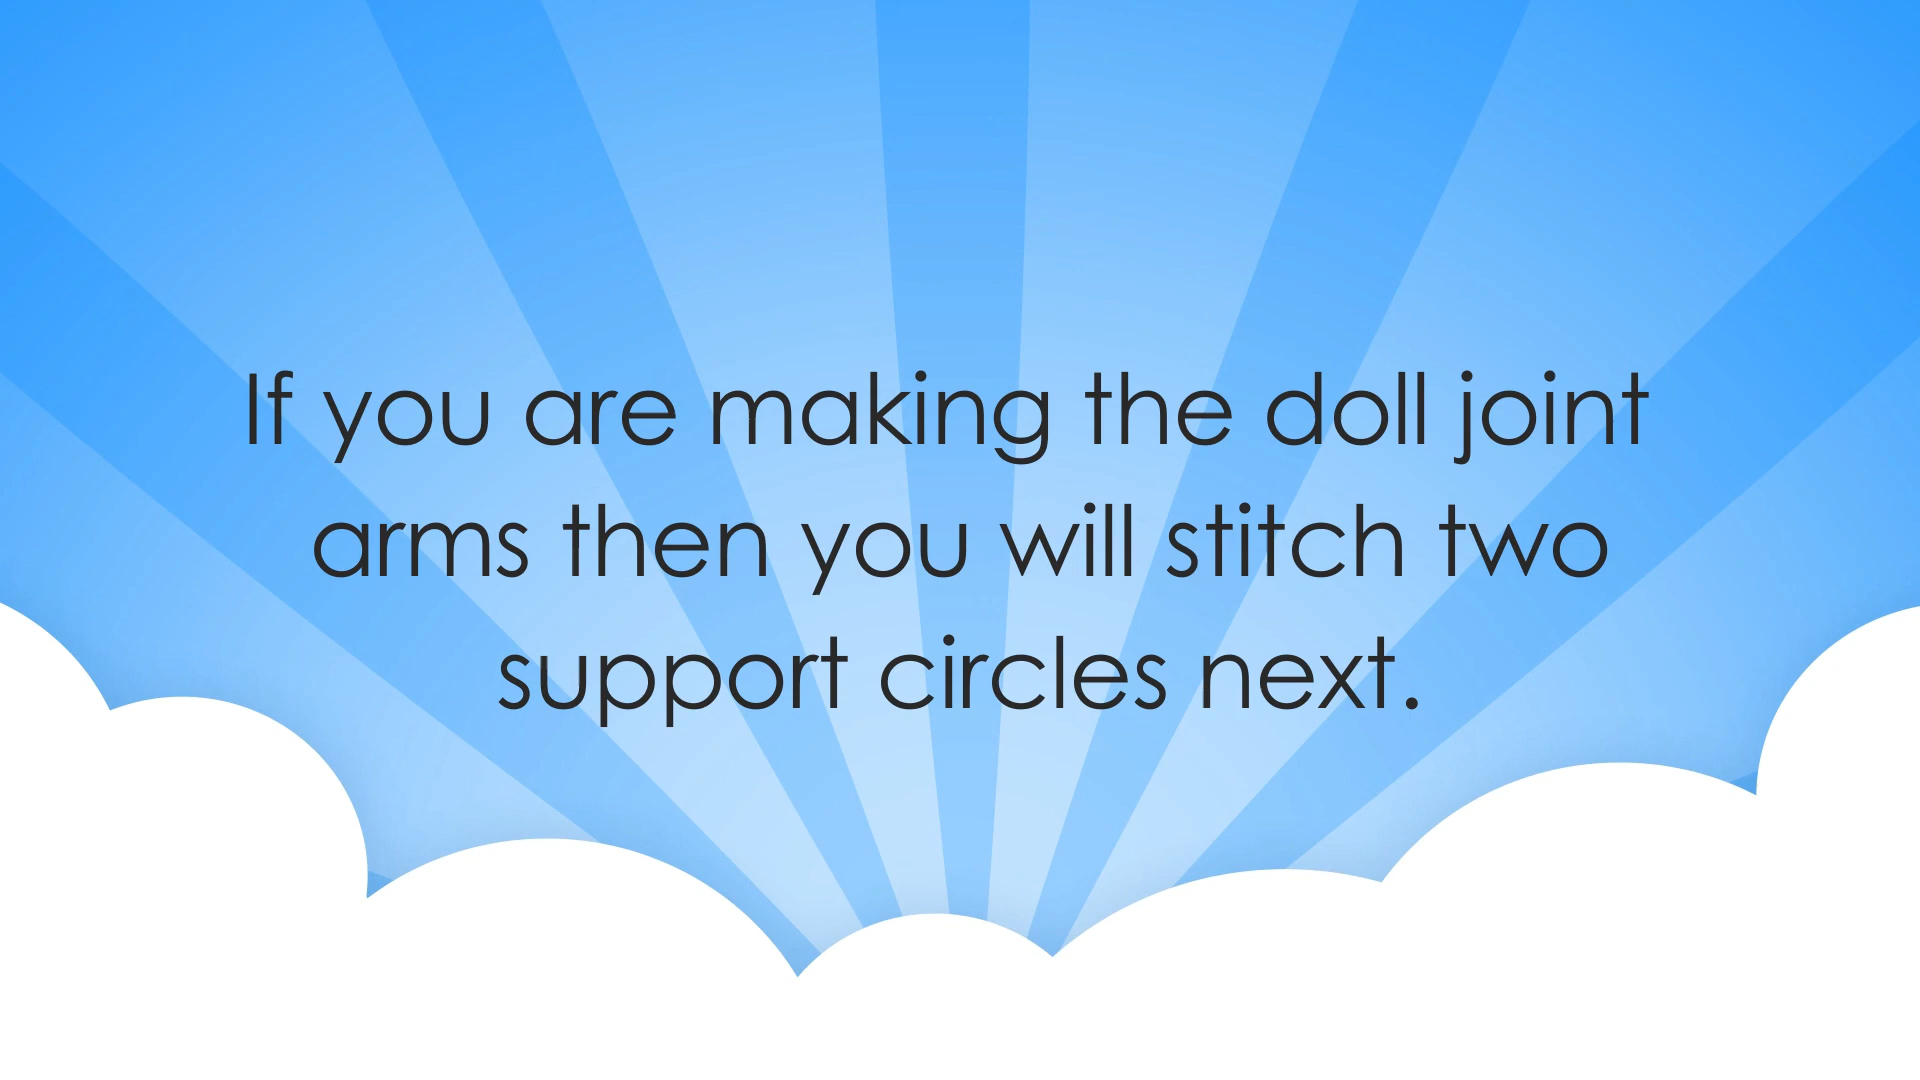 If you are making the doll joint
arms then you will stitch two
support circles next.